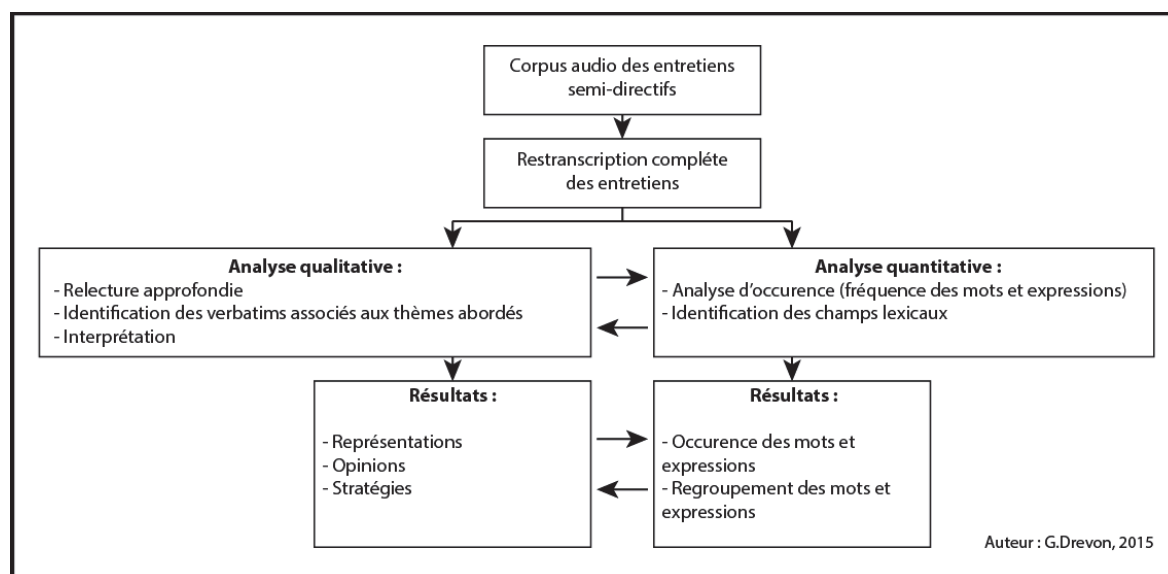 Corpus audio des entretiens
semi-directifs
Restranscription compléte
des entretiens
Analyse qualitative :
- Relecture approfondie
- Identification des verbatims associés aux thèmes abordés
- Interprétation
Analyse quantitative :
- Analyse d'occurence (fréquence des mots et expressions)
- Identification des champs lexicaux
Résultats :
- Représentations
- Opinions
- Stratégies
Résultats :
- Occurence des mots et
expressions
- Regroupement des mots et
expressions
Auteur : G.Drevon, 2015